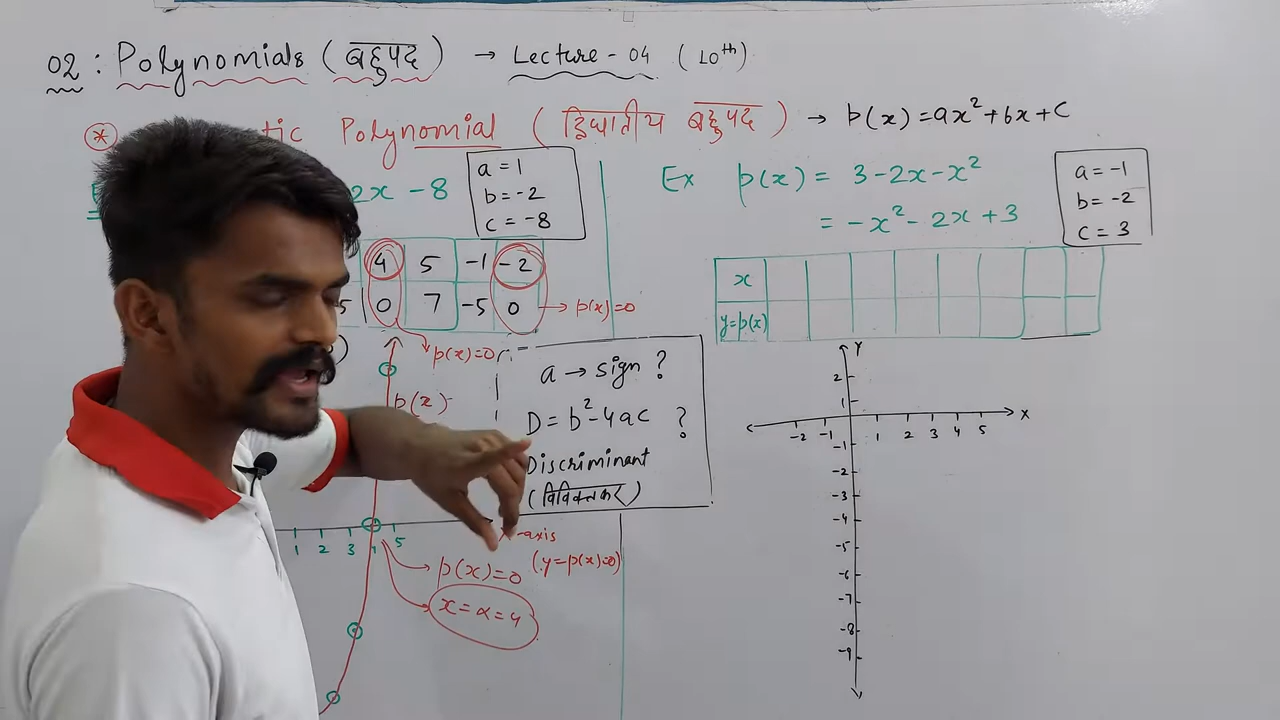 02 : Polynomials (बहुपद) → Lecture - 04 (10th)
* tic Polynomial (द्विघातीय बहुपद) → p(x) = ax²+bx+c
2x - 8
a = 1
b = -2
c = -8
4 5 -1 -2
5 0 7 -5 0 → p(x)=0
p(x)=0
p(x)
a → sign ?
D = b²-4ac ?
Discriminant
(विविक्तकर)
-axis
(y=p(x)=0)
1 2 3 4 5
p(x)=0
x = α = 4
Ex p(x) = 3-2x-x²
= -x²-2x+3
a = -1
b = -2
c = 3
x
y=p(x)
Y
2
1
-2 -1 1 2 3 4 5 X
-1
-2
-3
-4
-5
-6
-7
-8
-9